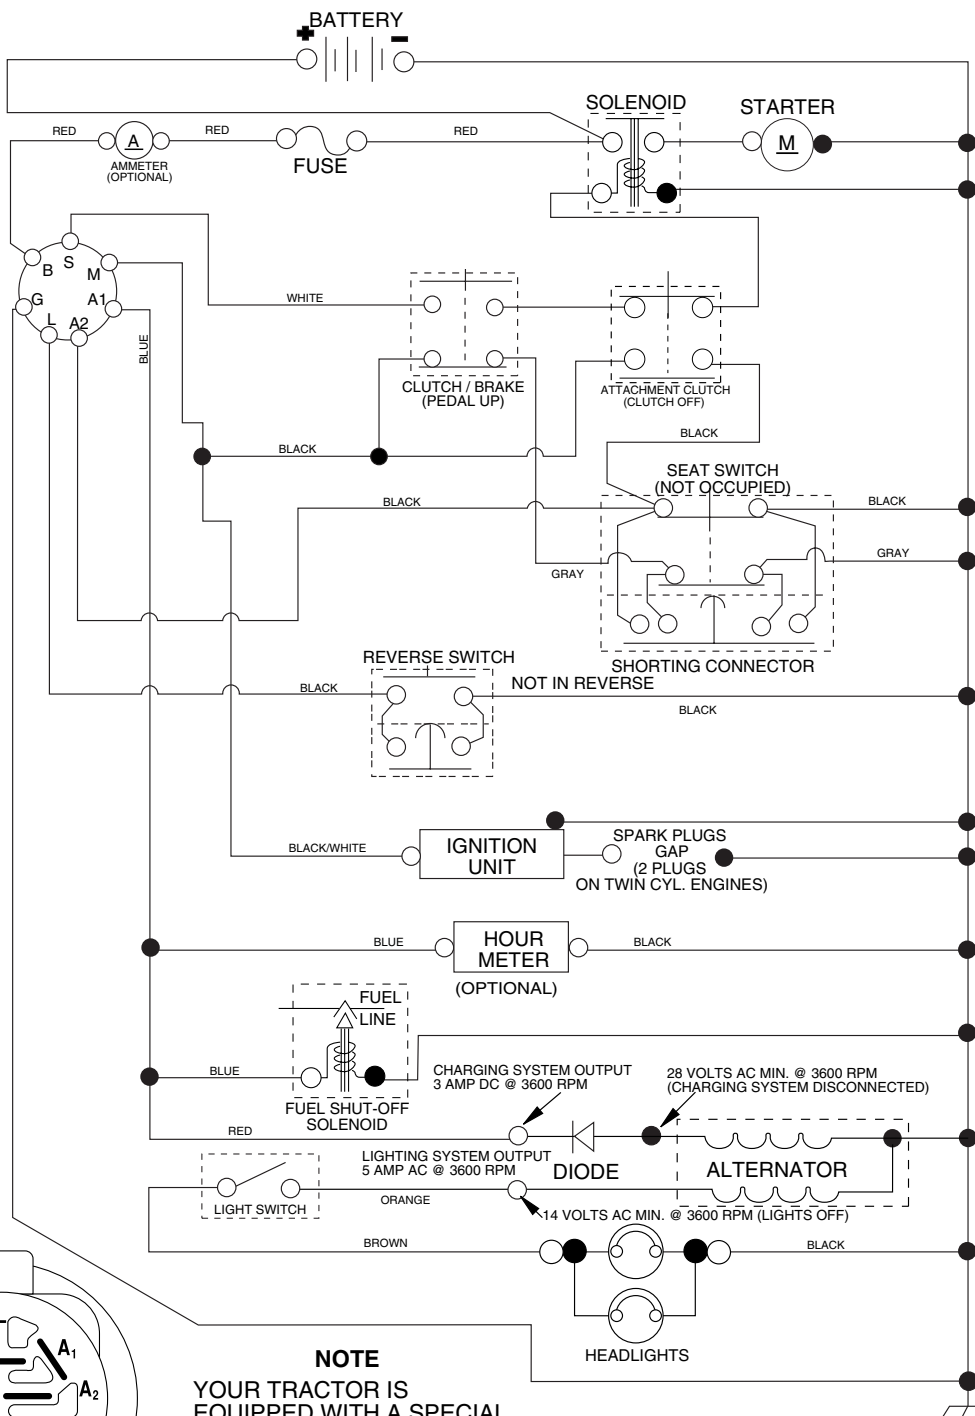 BATTERY
SOLENOID
STARTER
RED
A
RED
RED
M
AMMETER
(OPTIONAL)
FUSE
B
S
M
G
A1
L
A2
BLUE
WHITE
CLUTCH / BRAKE
(PEDAL UP)
ATTACHMENT CLUTCH
(CLUTCH OFF)
BLACK
BLACK
SEAT SWITCH
(NOT OCCUPIED)
BLACK
BLACK
GRAY
GRAY
SHORTING CONNECTOR
REVERSE SWITCH
NOT IN REVERSE
BLACK
BLACK
BLACK/WHITE
IGNITION
UNIT
SPARK PLUGS
GAP
(2 PLUGS
ON TWIN CYL. ENGINES)
BLUE
HOUR
METER
BLACK
(OPTIONAL)
FUEL
LINE
BLUE
FUEL SHUT-OFF
SOLENOID
CHARGING SYSTEM OUTPUT
3 AMP DC @ 3600 RPM
28 VOLTS AC MIN. @ 3600 RPM
(CHARGING SYSTEM DISCONNECTED)
RED
LIGHTING SYSTEM OUTPUT
5 AMP AC @ 3600 RPM
DIODE
ALTERNATOR
LIGHT SWITCH
ORANGE
14 VOLTS AC MIN. @ 3600 RPM (LIGHTS OFF)
BROWN
BLACK
HEADLIGHTS
A1
A2
NOTE
YOUR TRACTOR IS
EQUIPPED WITH A SPECIAL